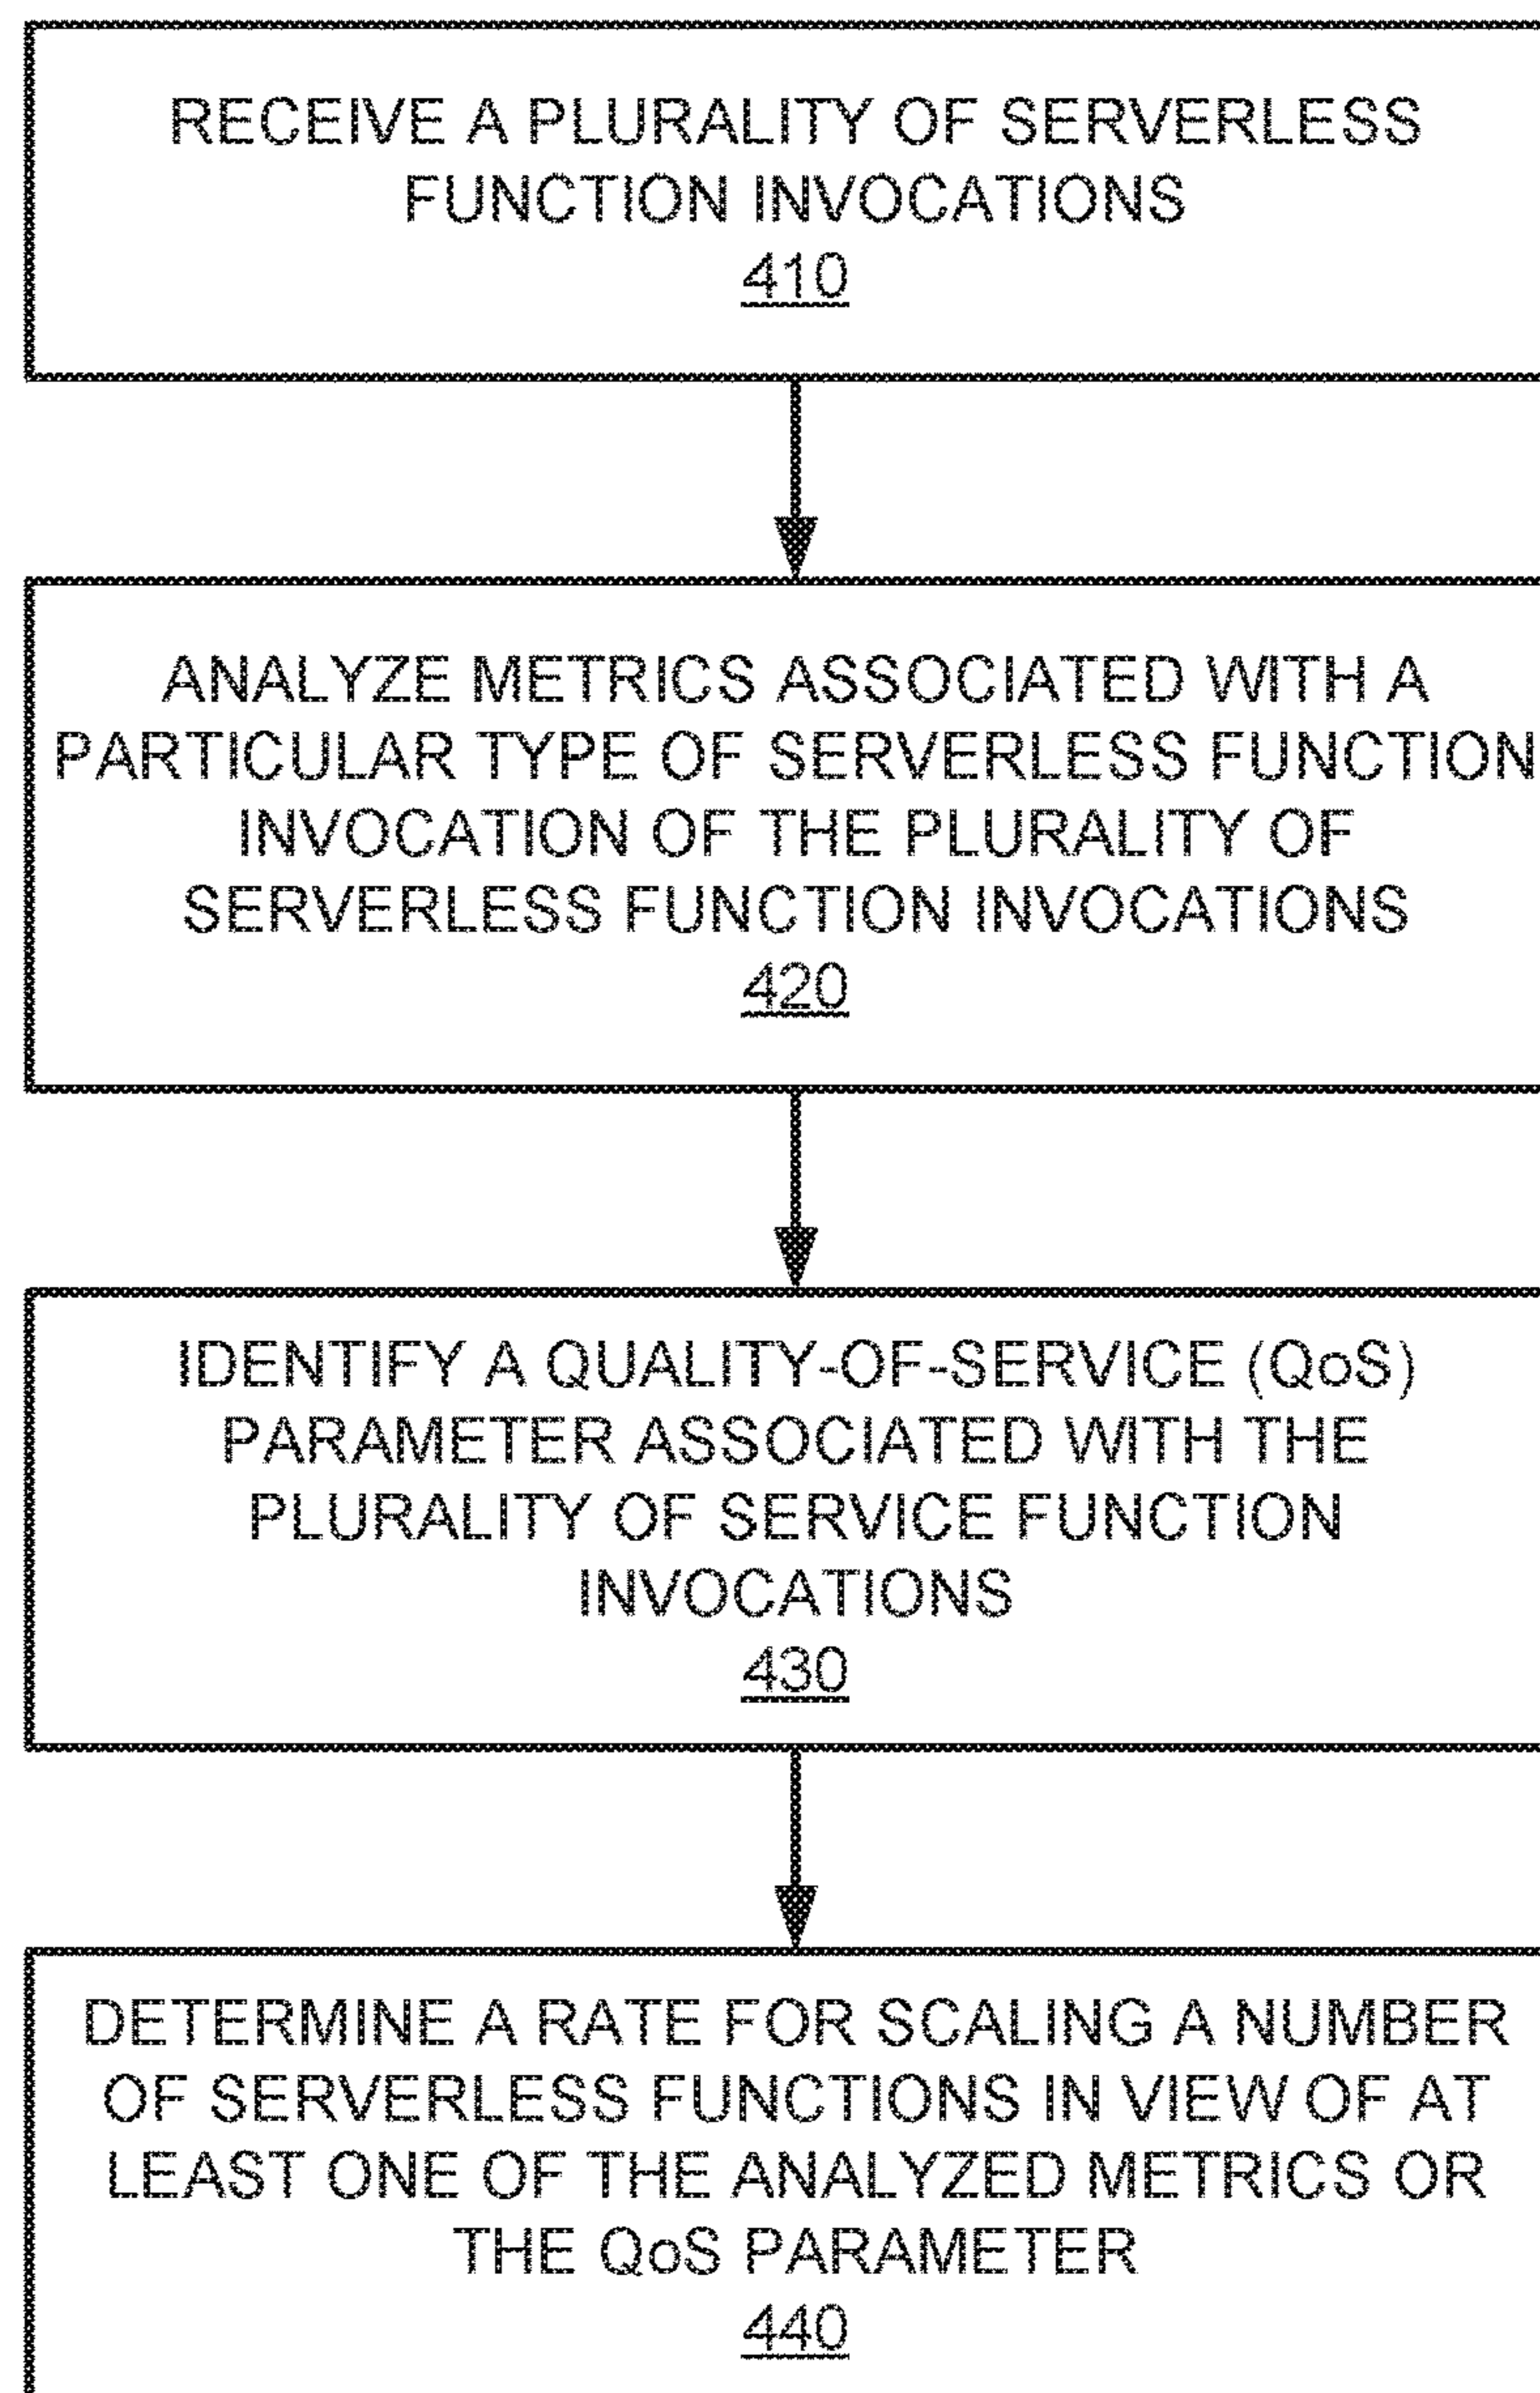 RECEIVE A PLURALITY OF SERVERLESS
FUNCTION INVOCATIONS
410
ANALYZE METRICS ASSOCIATED WITH A
PARTICULAR TYPE OF SERVERLESS FUNCTION
INVOCATION OF THE PLURALITY OF
SERVERLESS FUNCTION INVOCATIONS
420
IDENTIFY A QUALITY-OF-SERVICE (QoS)
PARAMETER ASSOCIATED WITH THE
PLURALITY OF SERVICE FUNCTION
INVOCATIONS
430
DETERMINE A RATE FOR SCALING A NUMBER
OF SERVERLESS FUNCTIONS IN VIEW OF AT
LEAST ONE OF THE ANALYZED METRICS OR
THE QoS PARAMETER
440